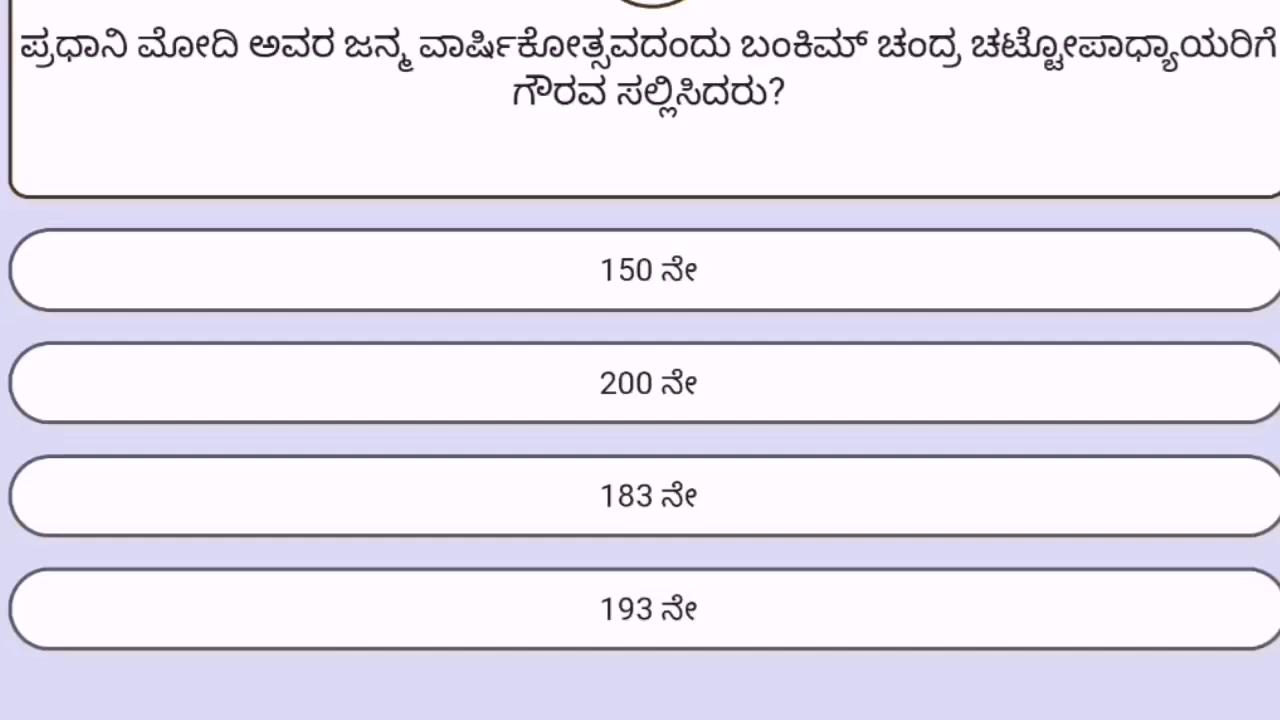 ಪ್ರಧಾನಿ ಮೋದಿ ಅವರ ಜನ್ಮ ವಾರ್ಷಿಕೋತ್ಸವದಂದು ಬಂಕಿಮ್ ಚಂದ್ರ ಚಟ್ಟೋಪಾಧ್ಯಾಯರಿಗೆ
ಗೌರವ ಸಲ್ಲಿಸಿದರು?
150 ನೇ
200 ನೇ
183 ನೇ
193 ನೇ